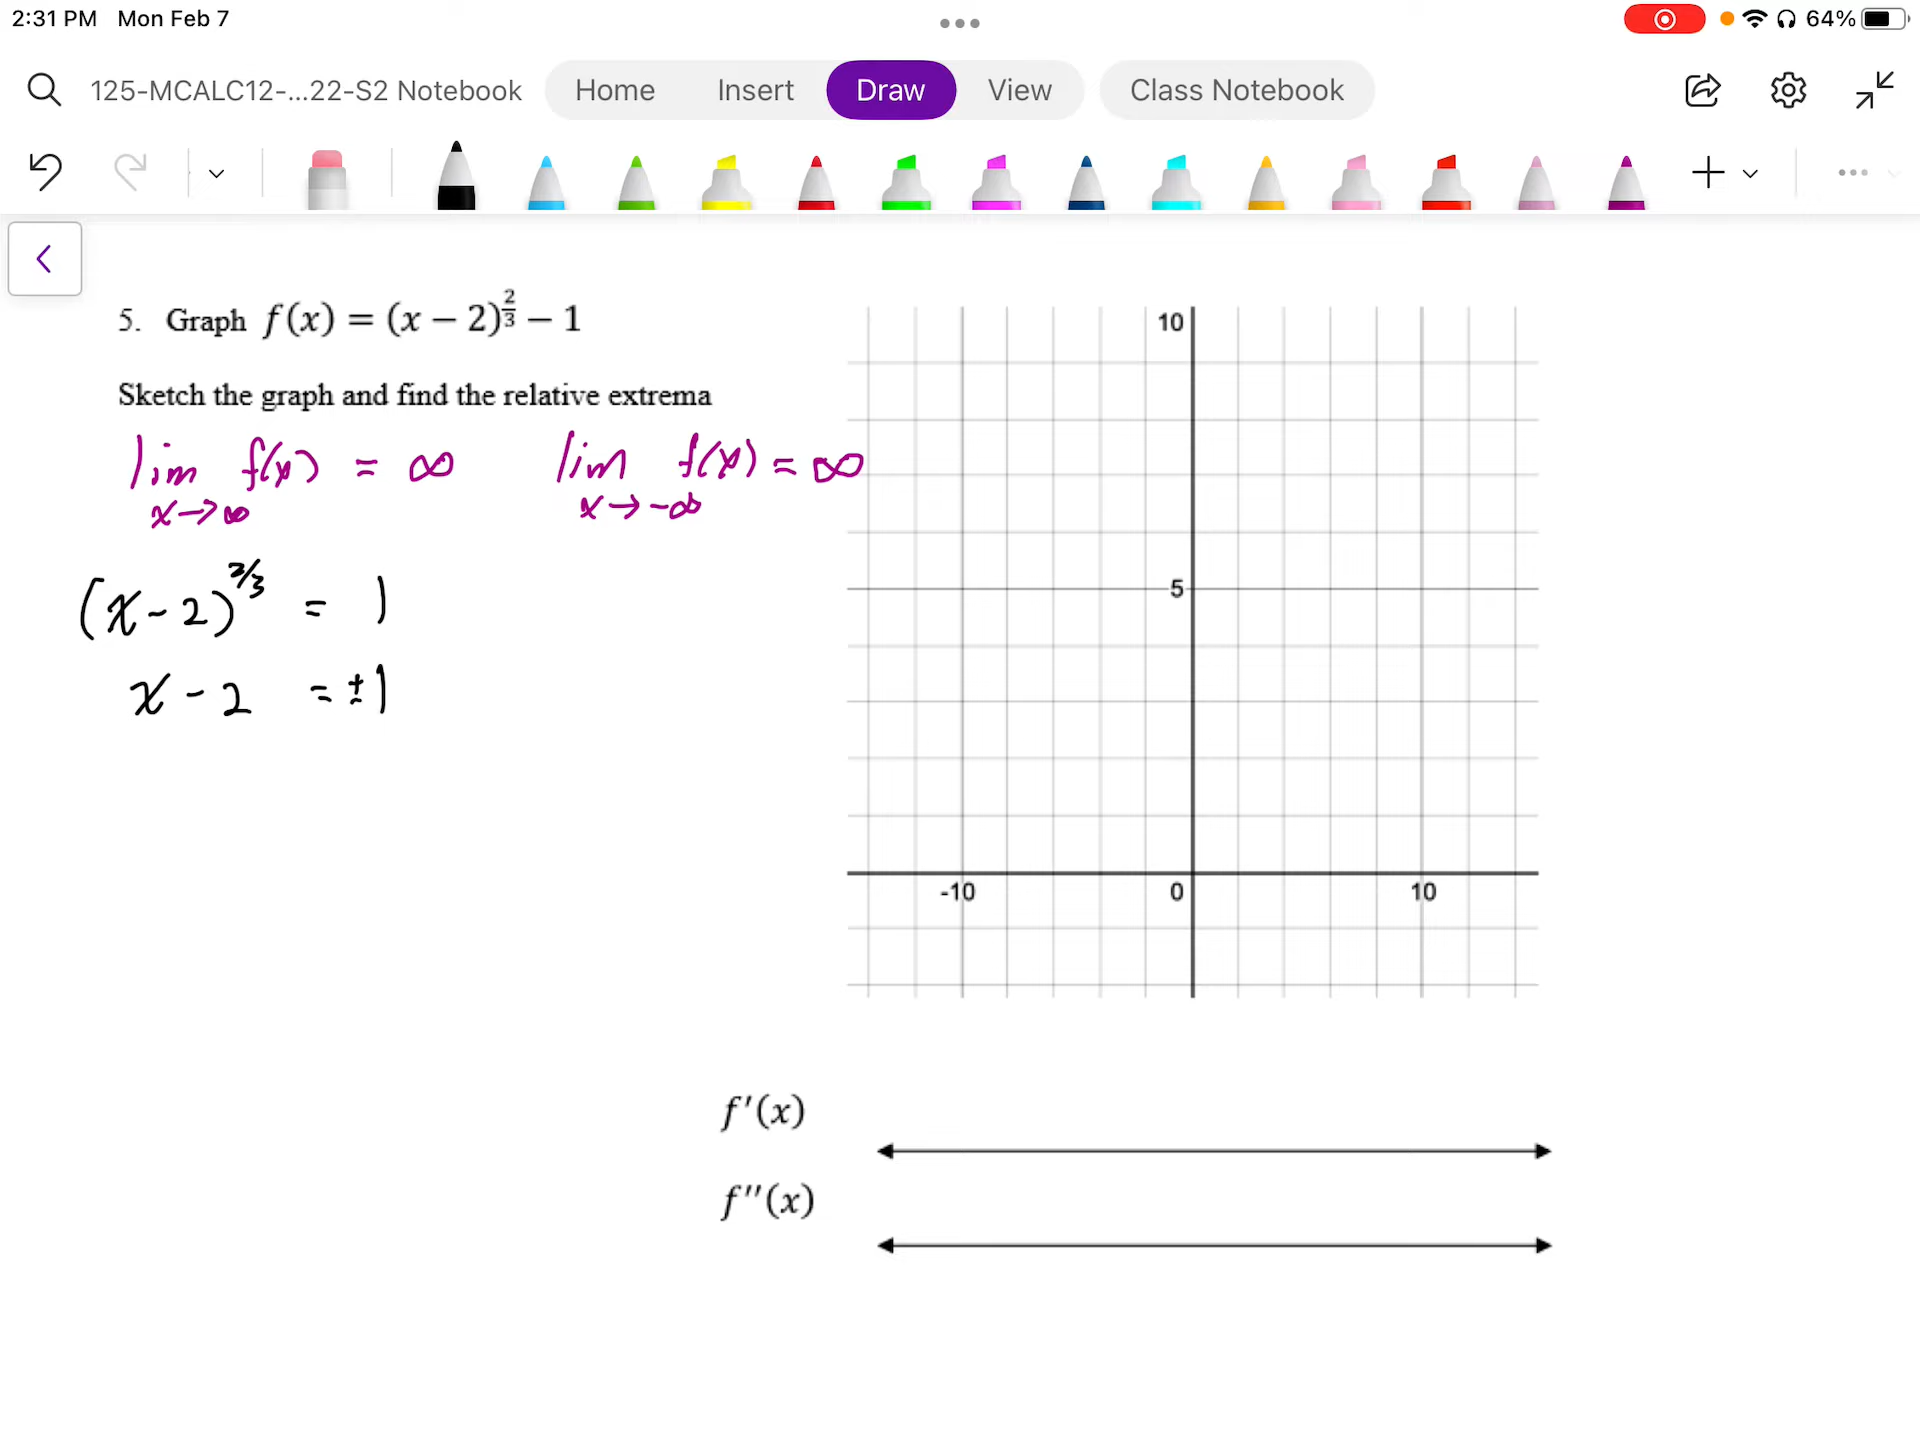 2:31 PM Mon Feb 7
64%
125-MCALC12-...22-S2 Notebook Home Insert Draw View Class Notebook
5. Graph f(x) = (x − 2)^{2/3} − 1
Sketch the graph and find the relative extrema
lim f(x) = ∞ lim f(x) = ∞
x→∞ x→-∞
(x-2)^{2/3} = 1
x - 2 = ±1
10
5
-10 0 10
f′(x)
f″(x)